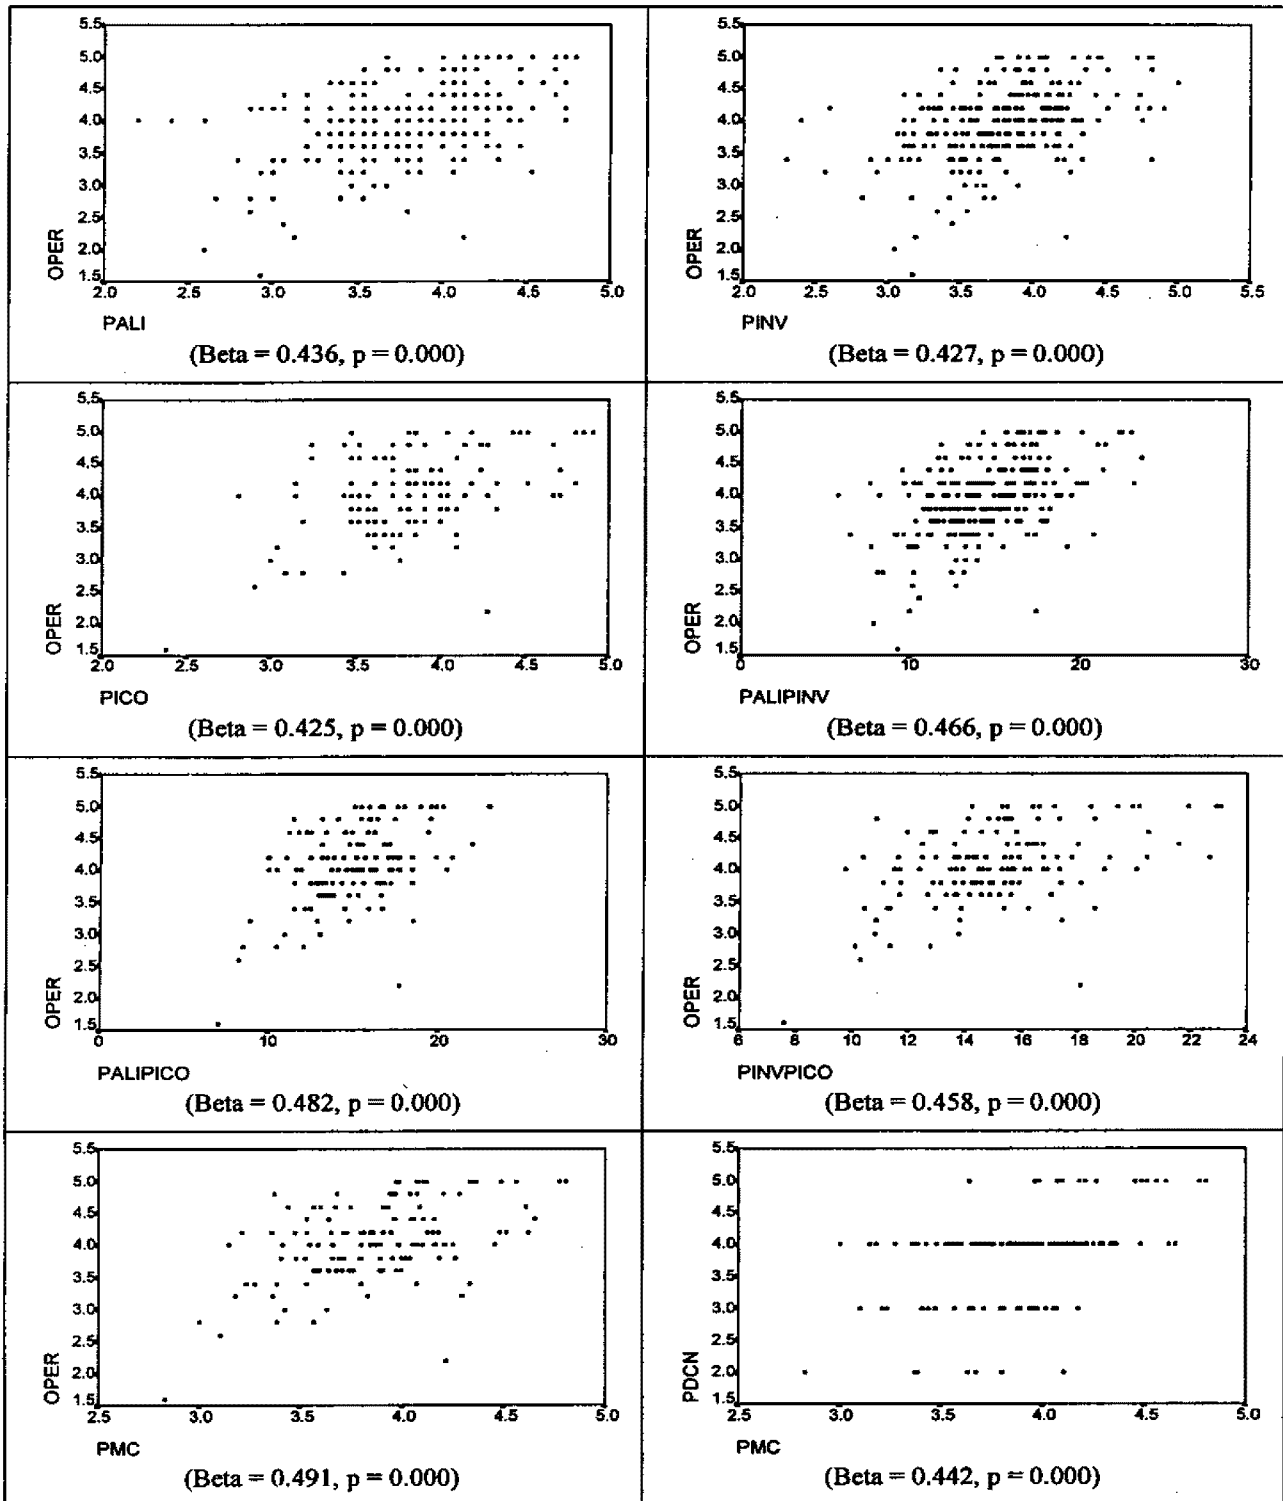 5.5
5.0
4.5
4.0
3.5
3.0
2.5
2.0
1.5
OPER
2.0 2.5 3.0 3.5 4.0 4.5 5.0
PALI
(Beta = 0.436, p = 0.000)
5.5
5.0
4.5
4.0
3.5
3.0
2.5
2.0
1.5
OPER
2.0 2.5 3.0 3.5 4.0 4.5 5.0 5.5
PINV
(Beta = 0.427, p = 0.000)
5.5
5.0
4.5
4.0
3.5
3.0
2.5
2.0
1.5
OPER
2.0 2.5 3.0 3.5 4.0 4.5 5.0
PICO
(Beta = 0.425, p = 0.000)
5.5
5.0
4.5
4.0
3.5
3.0
2.5
2.0
1.5
OPER
0 10 20 30
PALIPINV
(Beta = 0.466, p = 0.000)
5.5
5.0
4.5
4.0
3.5
3.0
2.5
2.0
1.5
OPER
0 10 20 30
PALIPICO
(Beta = 0.482, p = 0.000)
5.5
5.0
4.5
4.0
3.5
3.0
2.5
2.0
1.5
OPER
6 8 10 12 14 16 18 20 22 24
PINVPICO
(Beta = 0.458, p = 0.000)
5.5
5.0
4.5
4.0
3.5
3.0
2.5
2.0
1.5
OPER
2.5 3.0 3.5 4.0 4.5 5.0
PMC
(Beta = 0.491, p = 0.000)
5.5
5.0
4.5
4.0
3.5
3.0
2.5
2.0
1.5
PDCN
2.5 3.0 3.5 4.0 4.5 5.0
PMC
(Beta = 0.442, p = 0.000)